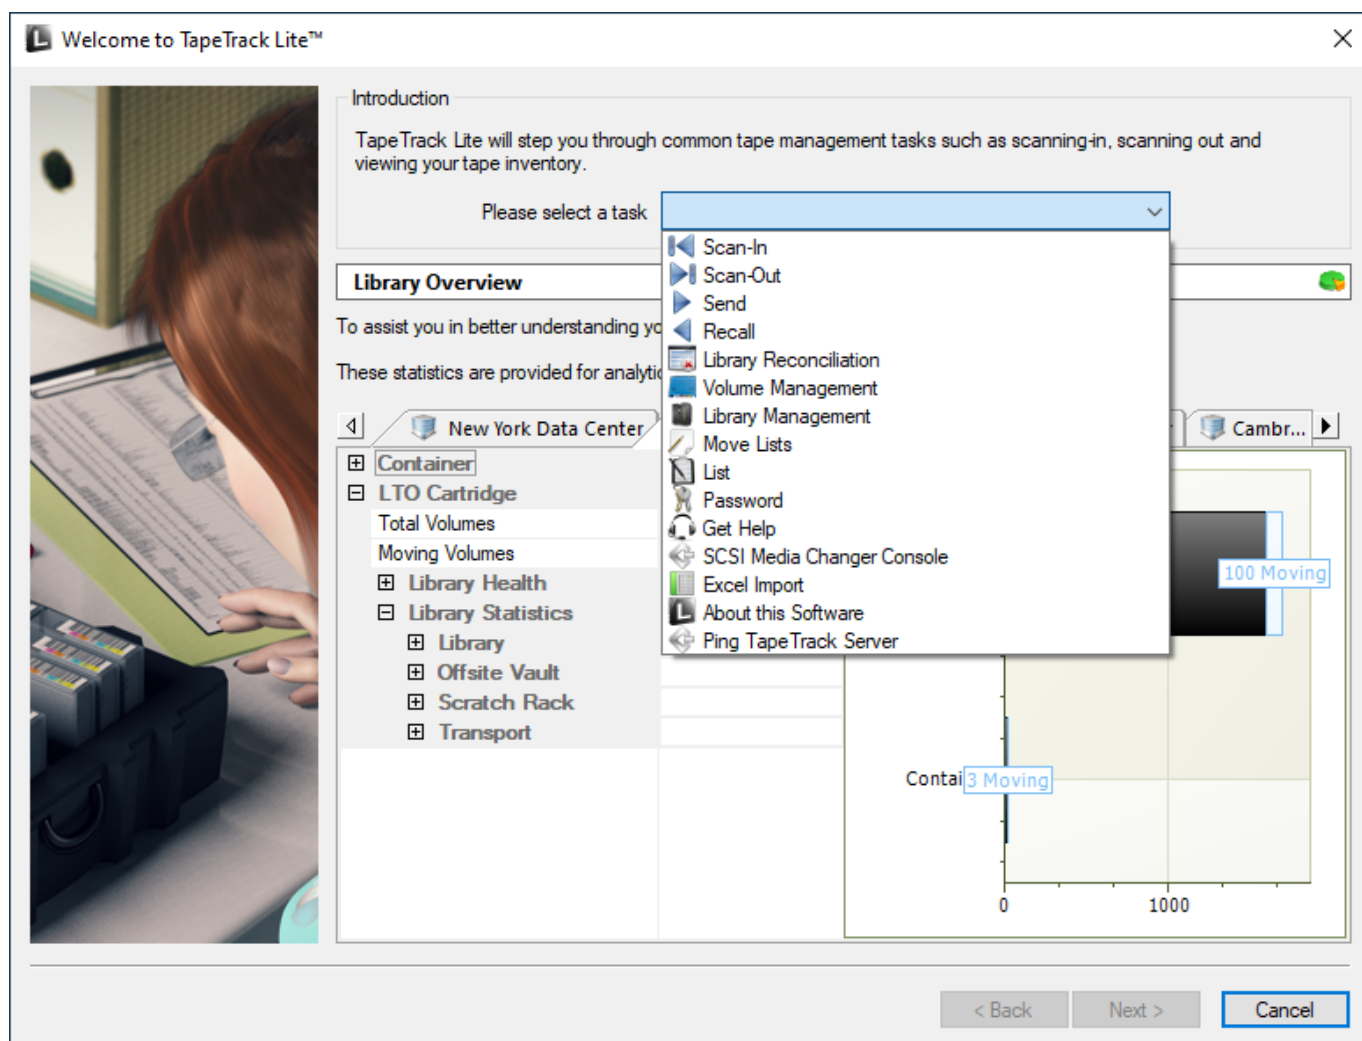 Welcome to TapeTrack Lite™
Introduction
TapeTrack Lite will step you through common tape management tasks such as scanning-in, scanning out and
viewing your tape inventory.
Please select a task
Scan-In
Scan-Out
Send
Recall
Library Reconciliation
Volume Management
Library Management
Move Lists
List
Password
Get Help
SCSI Media Changer Console
Excel Import
About this Software
Ping TapeTrack Server
Library Overview
To assist you in better understanding yo
These statistics are provided for analytic
New York Data Center
Cambr...
Container
LTO Cartridge
Total Volumes
Moving Volumes
Library Health
Library Statistics
Library
Offsite Vault
Scratch Rack
Transport
100 Moving
Contai
3 Moving
0
1000
< Back
Next >
Cancel